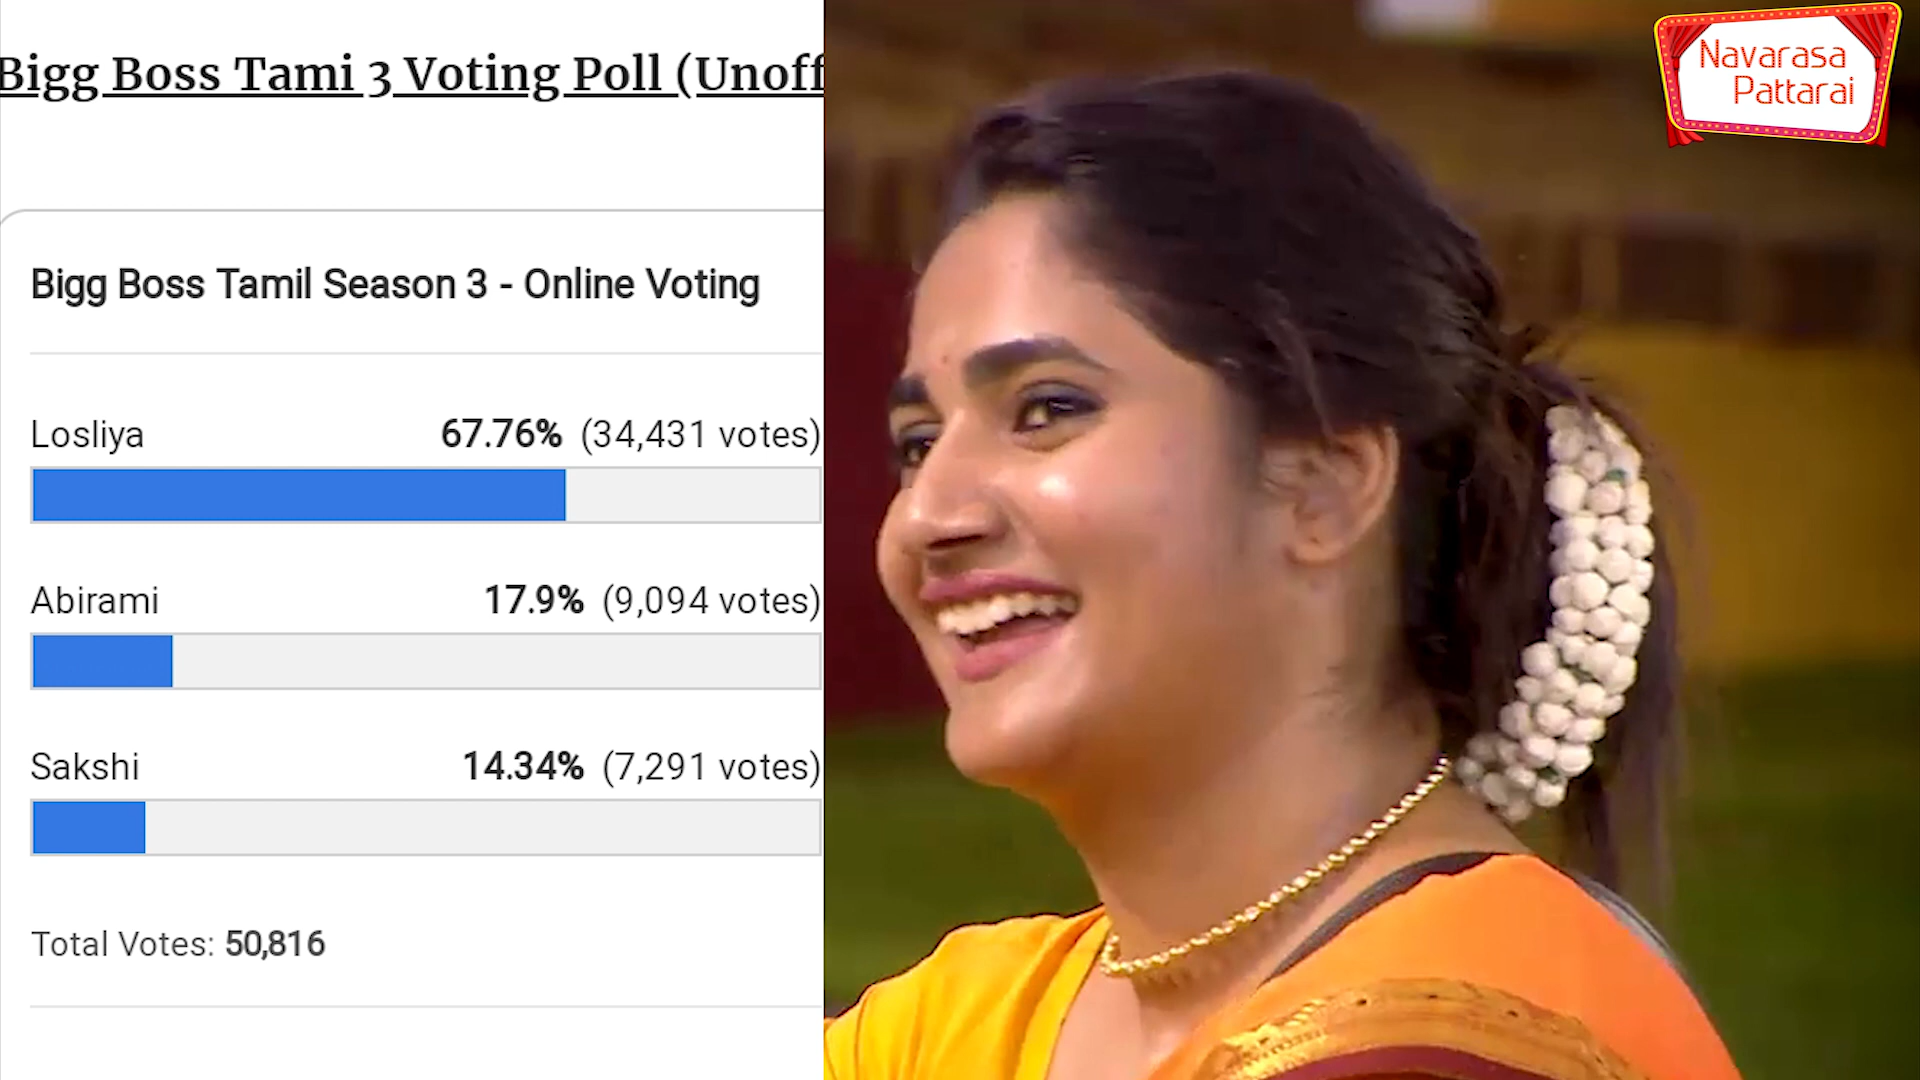 Bigg Boss Tami 3 Voting Poll (Unoff
Bigg Boss Tamil Season 3 - Online Voting
Losliya 67.76% (34,431 votes)
Abirami 17.9% (9,094 votes)
Sakshi 14.34% (7,291 votes)
Total Votes: 50,816
Navarasa
Pattarai